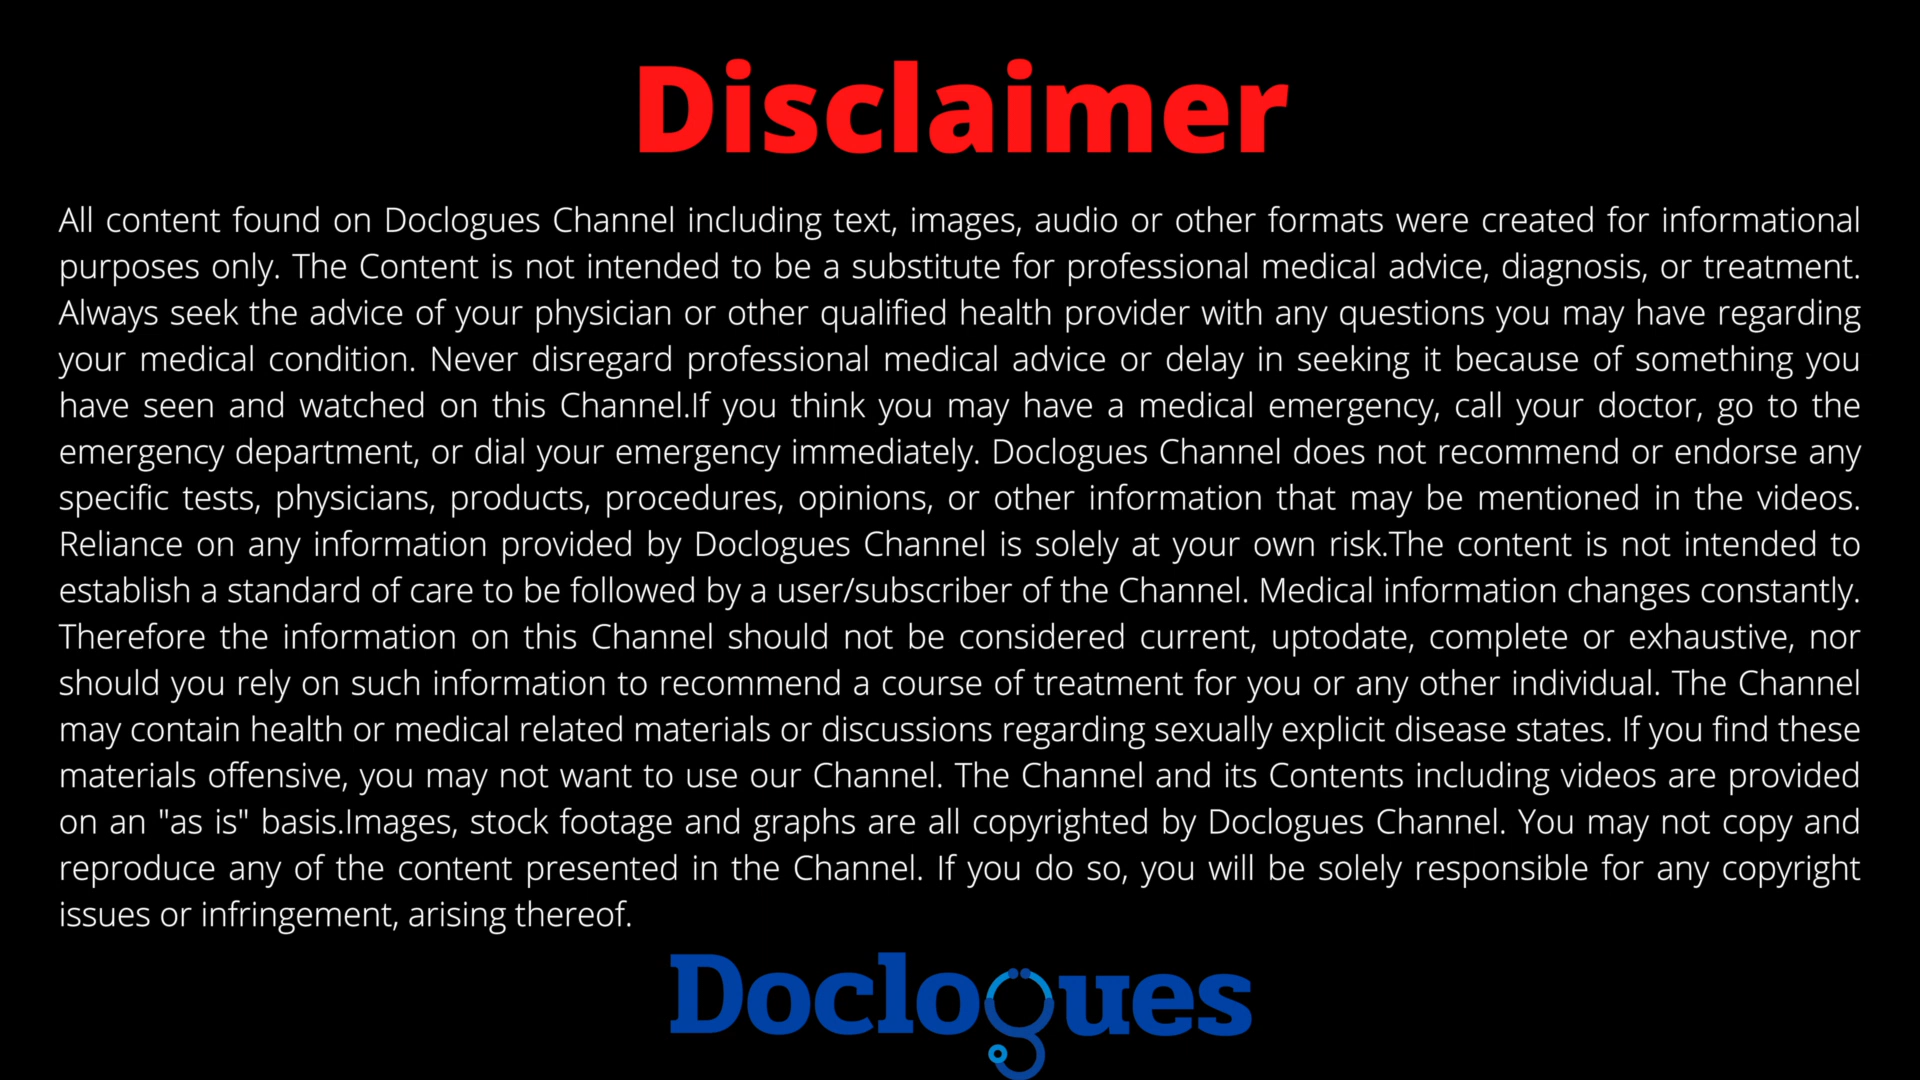 Disclaimer
All content found on Doclogues Channel including text, images, audio or other formats were created for informational
purposes only. The Content is not intended to be a substitute for professional medical advice, diagnosis, or treatment.
Always seek the advice of your physician or other qualified health provider with any questions you may have regarding
your medical condition. Never disregard professional medical advice or delay in seeking it because of something you
have seen and watched on this Channel.If you think you may have a medical emergency, call your doctor, go to the
emergency department, or dial your emergency immediately. Doclogues Channel does not recommend or endorse any
specific tests, physicians, products, procedures, opinions, or other information that may be mentioned in the videos.
Reliance on any information provided by Doclogues Channel is solely at your own risk.The content is not intended to
establish a standard of care to be followed by a user/subscriber of the Channel. Medical information changes constantly.
Therefore the information on this Channel should not be considered current, uptodate, complete or exhaustive, nor
should you rely on such information to recommend a course of treatment for you or any other individual. The Channel
may contain health or medical related materials or discussions regarding sexually explicit disease states. If you find these
materials offensive, you may not want to use our Channel. The Channel and its Contents including videos are provided
on an "as is" basis.Images, stock footage and graphs are all copyrighted by Doclogues Channel. You may not copy and
reproduce any of the content presented in the Channel. If you do so, you will be solely responsible for any copyright
issues or infringement, arising thereof.
Doclogues